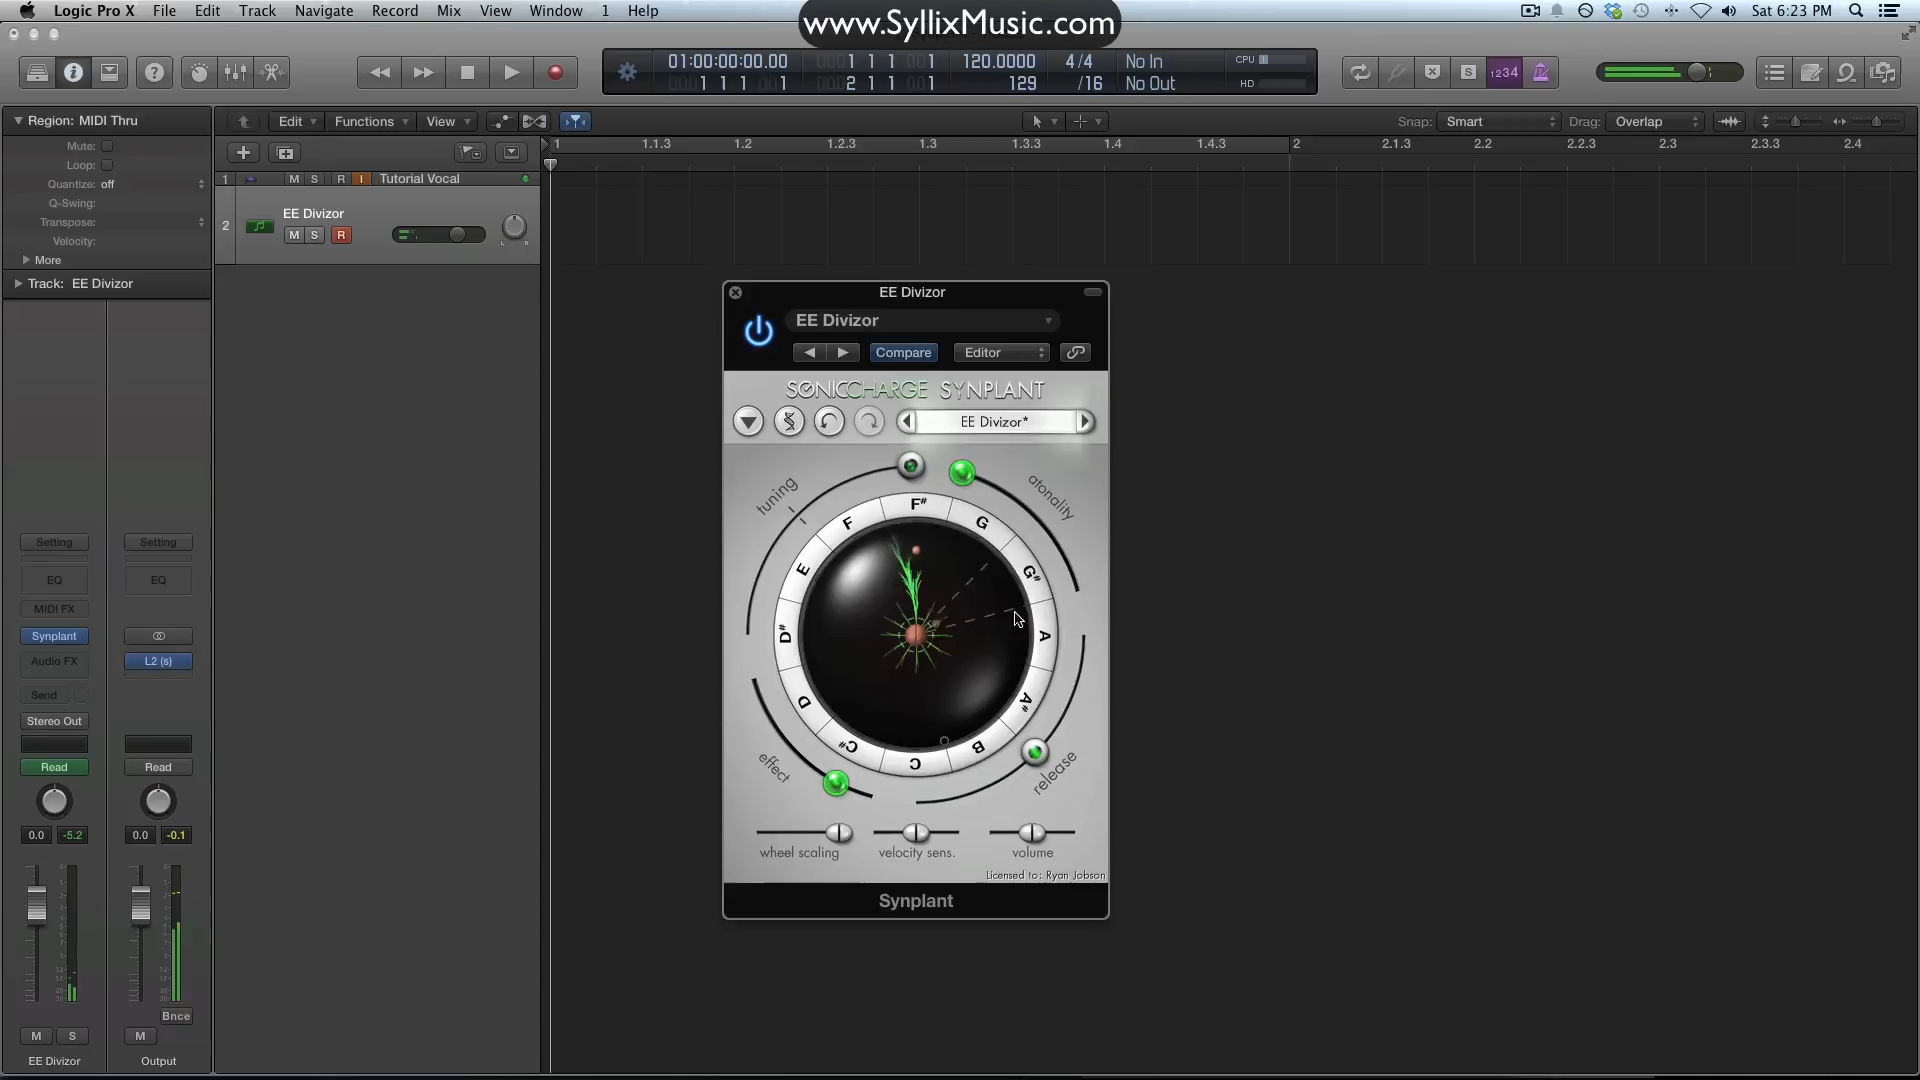 Logic Pro X File Edit Track Navigate Record Mix View Window 1 Help
www.SyllixMusic.com
Sat 6:23 PM
01:00:00:00.00 1 1 1 1 120.0000 4/4 No In CPU
1 1 1 1 2 1 1 1 129 /16 No Out HD
S 1234
Region: MIDI Thru
Edit Functions View Snap: Smart Drag: Overlap
Mute:
Loop:
Quantize: off
Q-Swing:
Transpose:
Velocity:
More
Track: EE Divizor
1 1.1.3 1.2 1.2.3 1.3 1.3.3 1.4 1.4.3 2 2.1.3 2.2 2.2.3 2.3 2.3.3 2.4
1 M S R I Tutorial Vocal
2 EE Divizor
M S R
L R
EE Divizor
EE Divizor
Compare Editor
SONICCHARGE SYNPLANT
EE Divizor*
tuning
atonality
F#
F G
E G#
D# A
D A#
C# B
C
effect
release
wheel scaling velocity sens. volume
Licensed to: Ryan Jobson
Synplant
Setting Setting
EQ EQ
MIDI FX
Synplant
Audio FX L2 (s)
Send
Stereo Out
Read Read
0.0 -5.2 0.0 -0.1
Bnce
M S M
EE Divizor Output